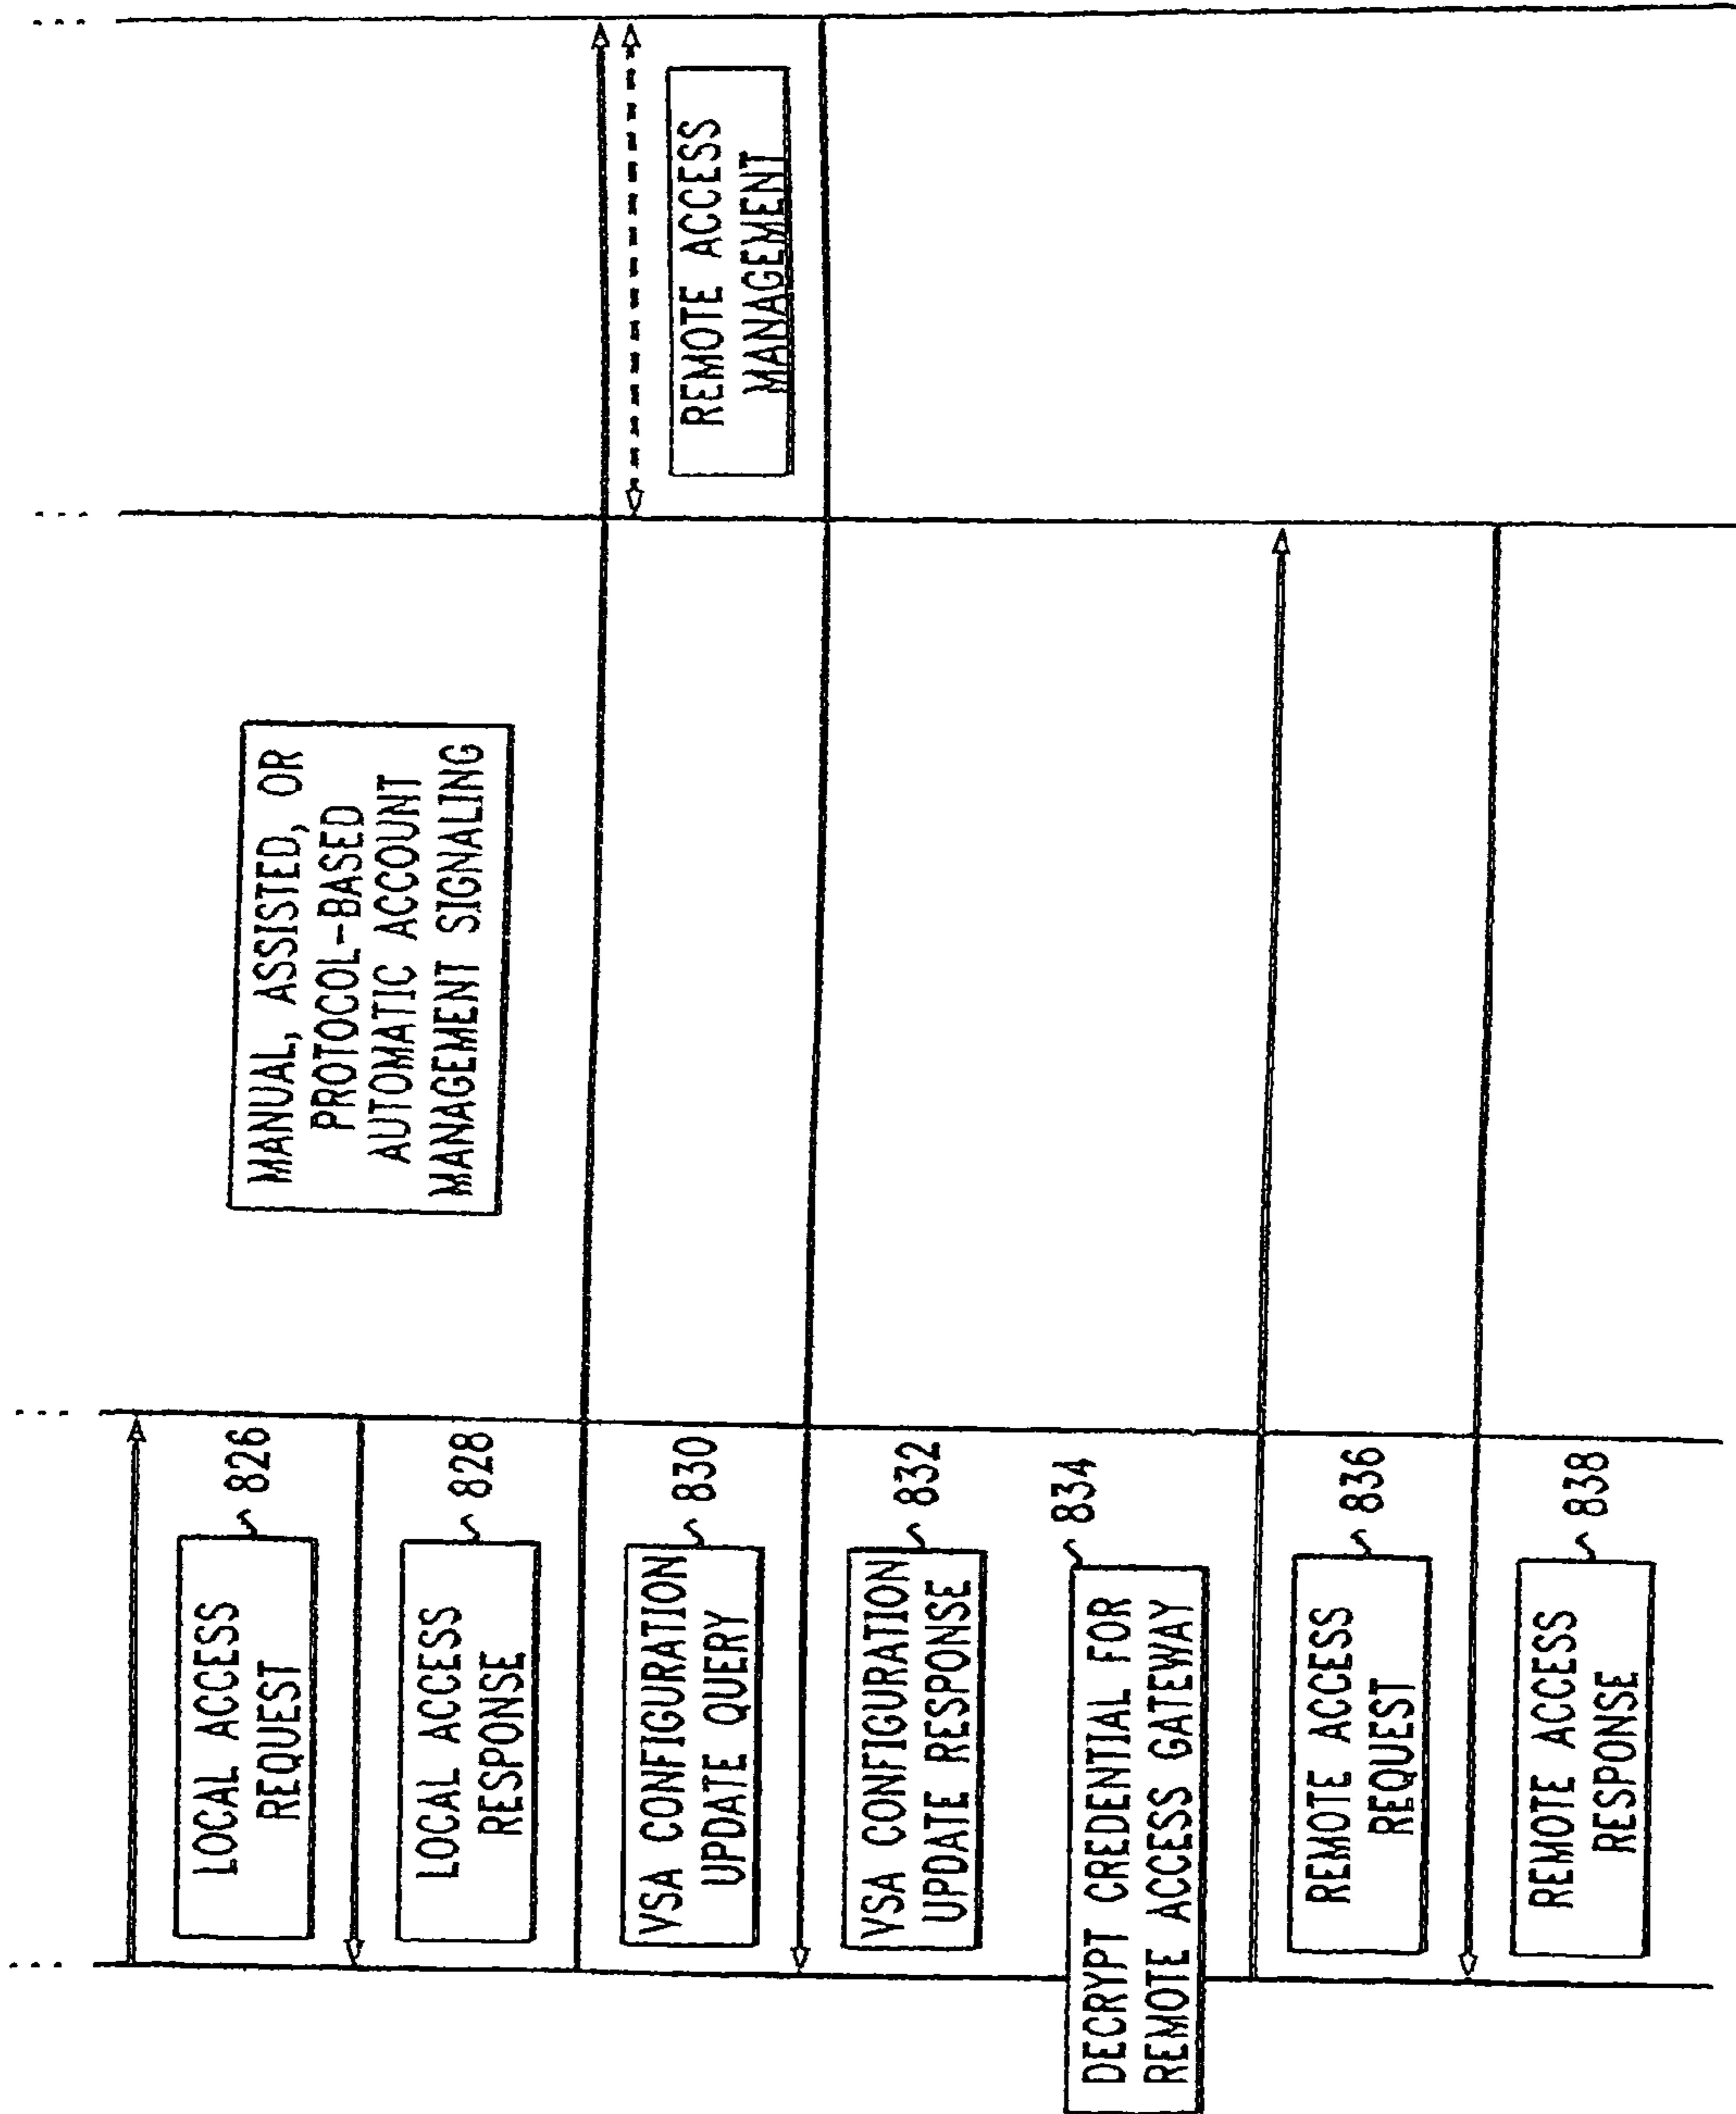 LOCAL ACCESS
REQUEST
826
MANUAL, ASSISTED, OR
PROTOCOL-BASED
AUTOMATIC ACCOUNT
MANAGEMENT SIGNALING
LOCAL ACCESS
RESPONSE
828
VSA CONFIGURATION
UPDATE QUERY
830
REMOTE ACCESS
MANAGEMENT
VSA CONFIGURATION
UPDATE RESPONSE
832
DECRYPT CREDENTIAL FOR
REMOTE ACCESS GATEWAY
834
REMOTE ACCESS
REQUEST
836
REMOTE ACCESS
RESPONSE
838